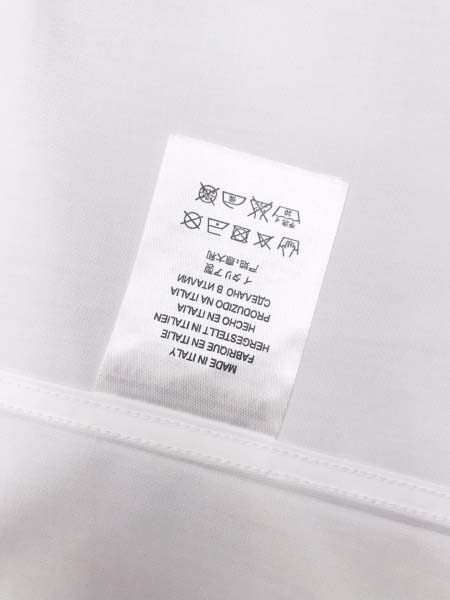 MADE IN ITALY
FABRIQUE EN ITALIE
HERGESTELLT IN ITALIEN
HECHO EN ITALIA
PRODUZIDO NA ITALIA
СДЕЛАНО В ИТАЛИИ
イタリア製
产地:意大利
30